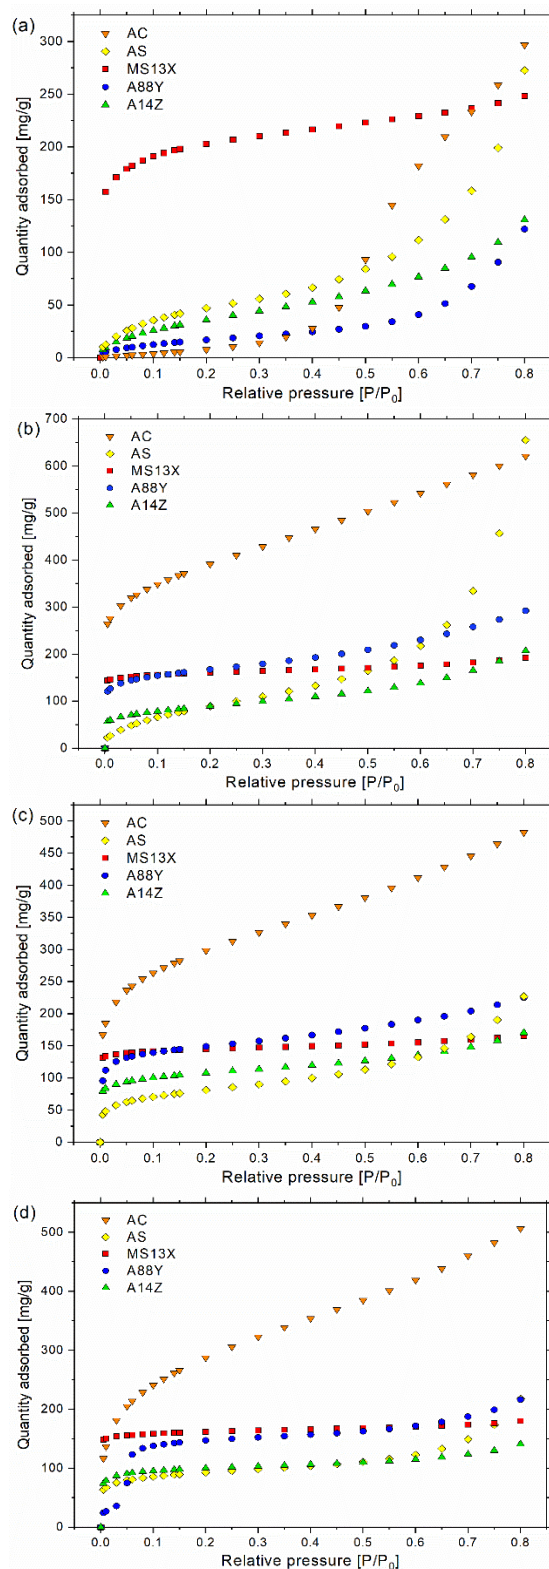 (a)
AC
AS
MS13X
A88Y
A14Z
Quantity adsorbed [mg/g]
300
250
200
150
100
50
0
0.0 0.1 0.2 0.3 0.4 0.5 0.6 0.7 0.8
Relative pressure [P/P0]
(b)
AC
AS
MS13X
A88Y
A14Z
Quantity adsorbed [mg/g]
700
600
500
400
300
200
100
0
0.0 0.1 0.2 0.3 0.4 0.5 0.6 0.7 0.8
Relative pressure [P/P0]
(c)
AC
AS
MS13X
A88Y
A14Z
Quantity adsorbed [mg/g]
500
450
400
350
300
250
200
150
100
50
0
0.0 0.1 0.2 0.3 0.4 0.5 0.6 0.7 0.8
Relative pressure [P/P0]
(d)
AC
AS
MS13X
A88Y
A14Z
Quantity adsorbed [mg/g]
500
400
300
200
100
0
0.0 0.1 0.2 0.3 0.4 0.5 0.6 0.7 0.8
Relative pressure [P/P0]